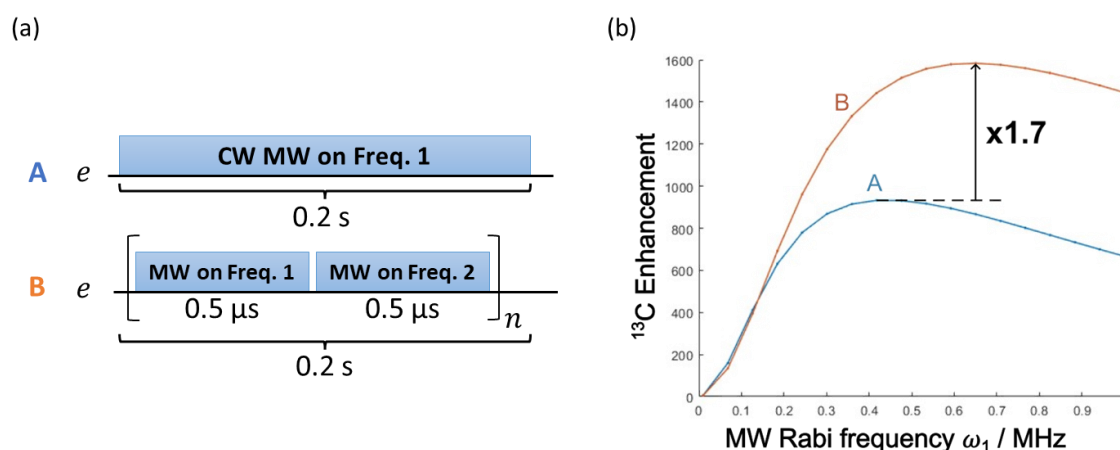 (a)
A e CW MW on Freq. 1
0.2 s
B e MW on Freq. 1 MW on Freq. 2 n
0.5 µs 0.5 µs
0.2 s
(b)
1600
1400
1200
1000
800
600
400
200
0
B
A
x1.7
¹³C Enhancement
0 0.1 0.2 0.3 0.4 0.5 0.6 0.7 0.8 0.9
MW Rabi frequency ω₁ / MHz